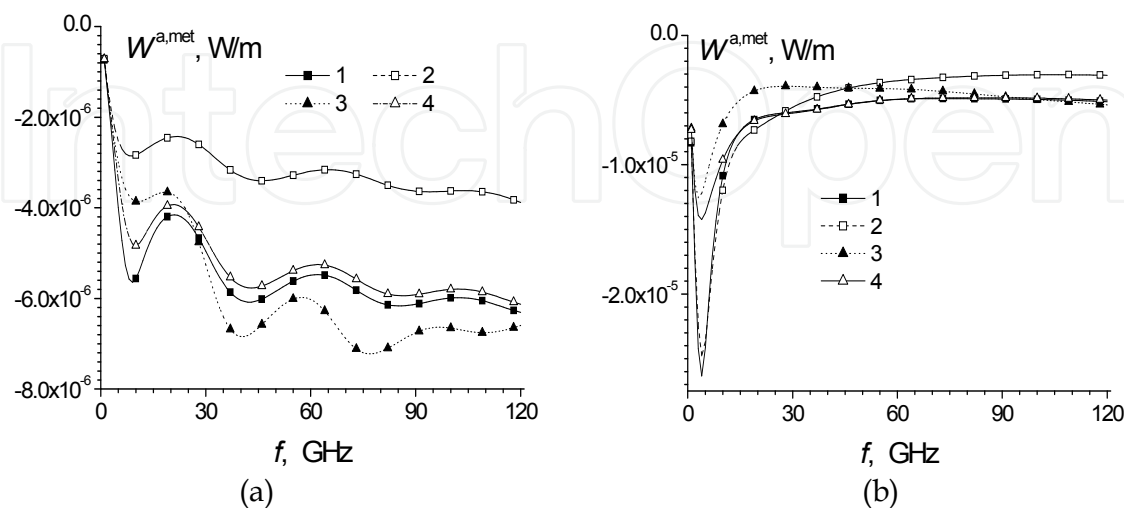 IntechOpen
W^a,met, W/m
1 2
3 4
0.0
-2.0x10^-6
-4.0x10^-6
-6.0x10^-6
-8.0x10^-6
0 30 60 90 120
f, GHz
(a)
W^a,met, W/m
1
2
3
4
0.0
-1.0x10^-5
-2.0x10^-5
0 30 60 90 120
f, GHz
(b)